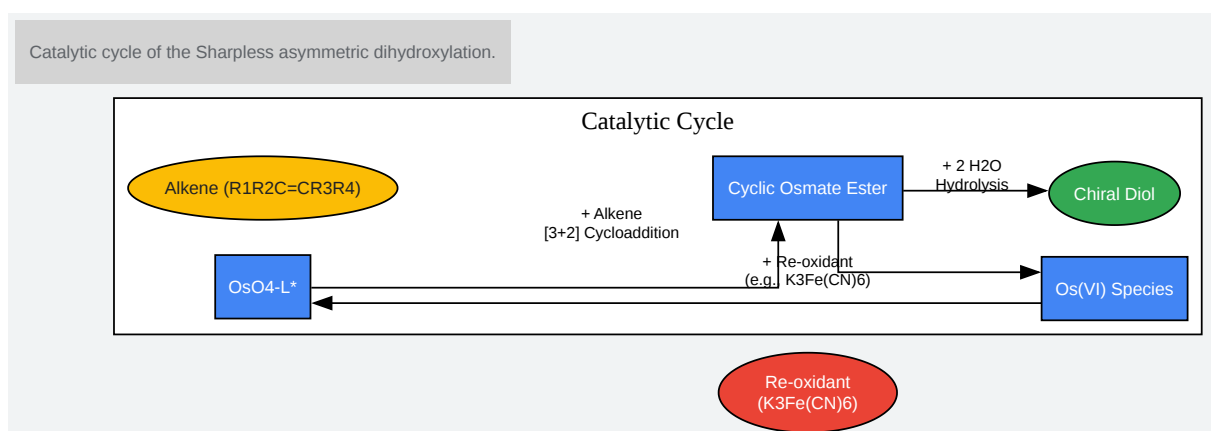 Catalytic cycle of the Sharpless asymmetric dihydroxylation.
Catalytic Cycle
Alkene (R1R2C=CR3R4)
Cyclic Osmate Ester
+ 2 H2O
Hydrolysis
Chiral Diol
+ Alkene
[3+2] Cycloaddition
OsO4-L*
+ Re-oxidant
(e.g., K3Fe(CN)6)
Os(VI) Species
Re-oxidant
(K3Fe(CN)6)